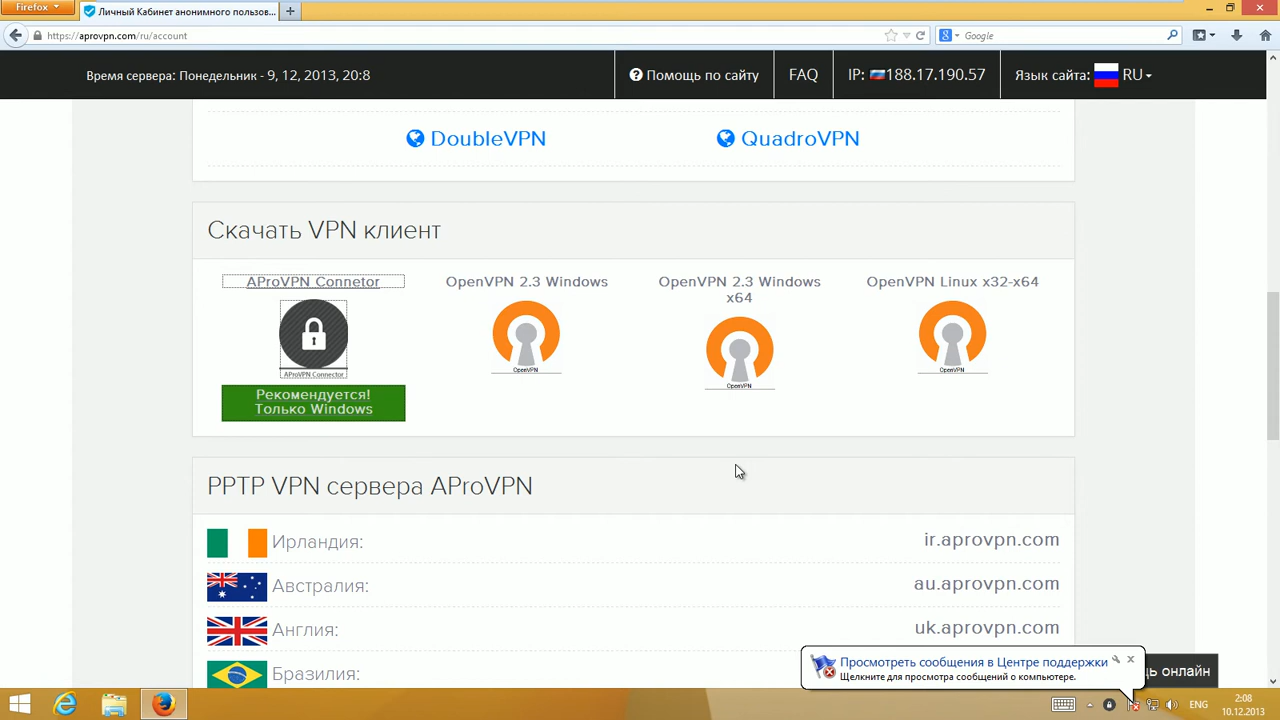 Firefox
Личный Кабинет анонимного пользов...
https://aprovpn.com/ru/account
Google
Время сервера: Понедельник - 9, 12, 2013, 20:8
Помощь по сайту
FAQ
IP: 188.17.190.57
Язык сайта: RU
DoubleVPN
QuadroVPN
Скачать VPN клиент
AProVPN Connetor
AProVPN Connector
Рекомендуется!
Только Windows
OpenVPN 2.3 Windows
OpenVPN
OpenVPN 2.3 Windows
x64
OpenVPN
OpenVPN Linux x32-x64
OpenVPN
PPTP VPN сервера AProVPN
Ирландия:
ir.aprovpn.com
Австралия:
au.aprovpn.com
Англия:
uk.aprovpn.com
Бразилия:
Просмотреть сообщения в Центре поддержки
Щелкните для просмотра сообщений о компьютере.
щь онлайн
ENG
2:08
10.12.2013